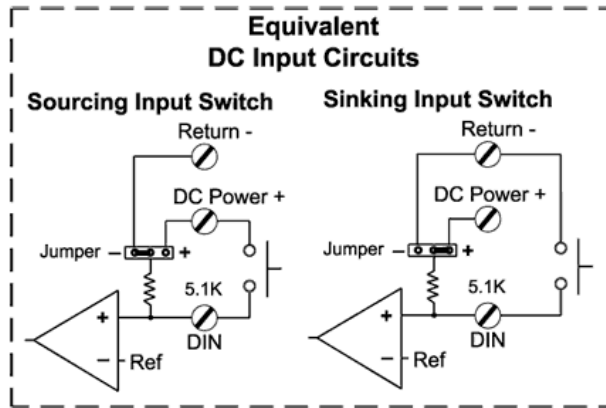 Equivalent
DC Input Circuits
Sourcing Input Switch
Return -
DC Power +
Jumper − +
5.1K
+
DIN
−
Ref
Sinking Input Switch
Return -
DC Power +
Jumper − +
5.1K
+
DIN
−
Ref